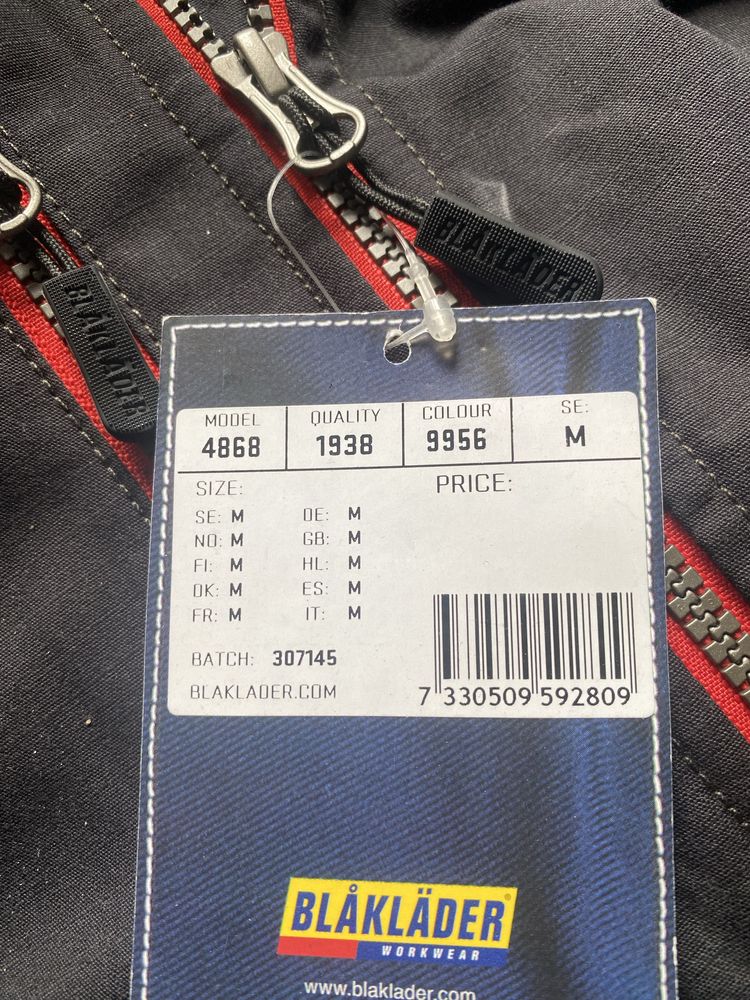 BLÅKLÄDER
BLÅKLÄDER
MODEL QUALITY COLOUR SE:
4868 1938 9956 M
SIZE: PRICE:
SE: M DE: M
NO: M GB: M
FI: M HL: M
DK: M ES: M
FR: M IT: M
BATCH: 307145
BLAKLADER.COM
7 330509 592809
BLÅKLÄDER
WORKWEAR
www.blaklader.com